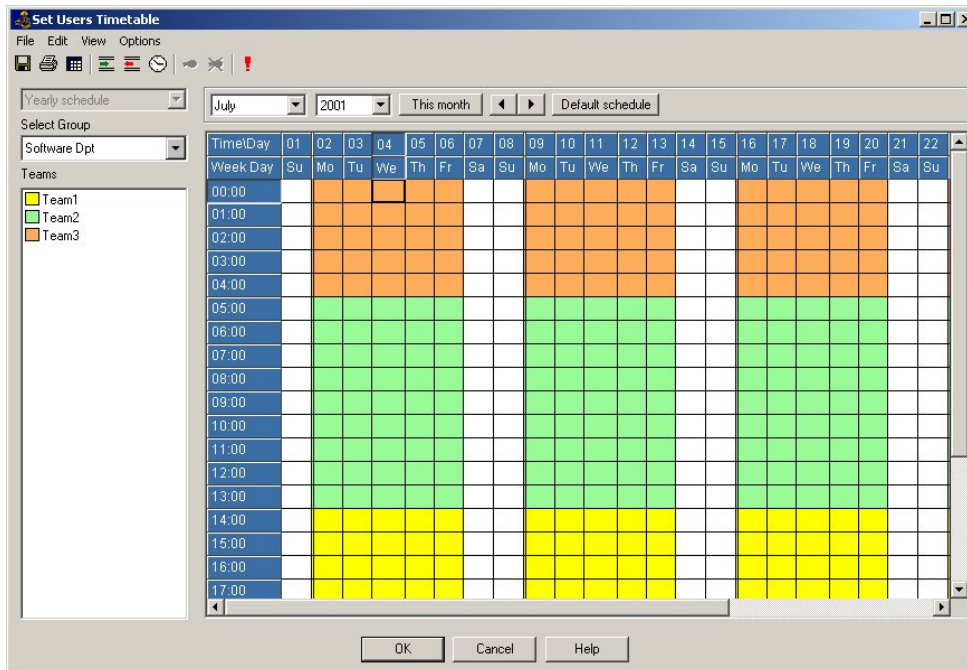 Set Users Timetable
File Edit View Options
Yearly schedule
July 2001 This month Default schedule
Select Group
Software Dpt
Teams
Team1
Team2
Team3
Time\Day 01 02 03 04 05 06 07 08 09 10 11 12 13 14 15 16 17 18 19 20 21 22
Week Day Su Mo Tu We Th Fr Sa Su Mo Tu We Th Fr Sa Su Mo Tu We Th Fr Sa Su
00:00
01:00
02:00
03:00
04:00
05:00
06:00
07:00
08:00
09:00
10:00
11:00
12:00
13:00
14:00
15:00
16:00
17:00
OK Cancel Help